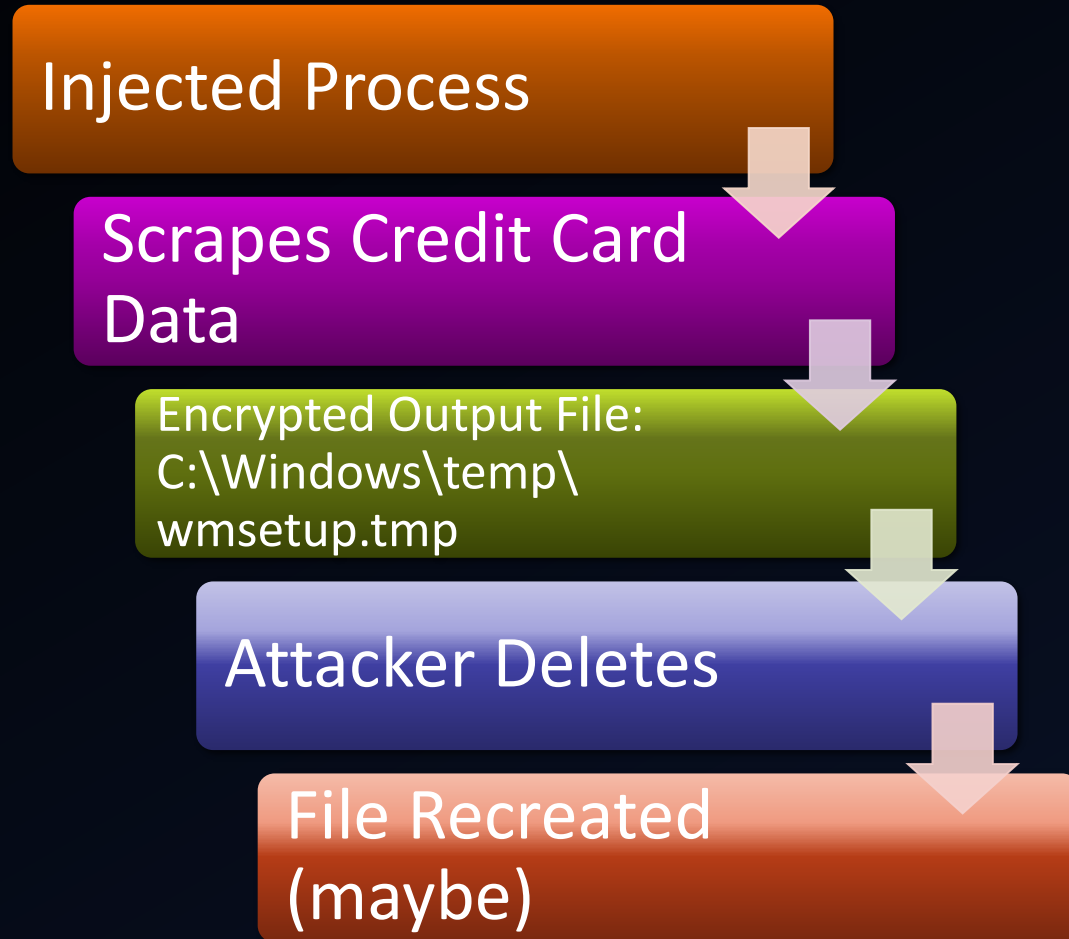 Injected Process
Scrapes Credit Card
Data
Encrypted Output File:
C:\Windows\temp\
wmsetup.tmp
Attacker Deletes
File Recreated
(maybe)